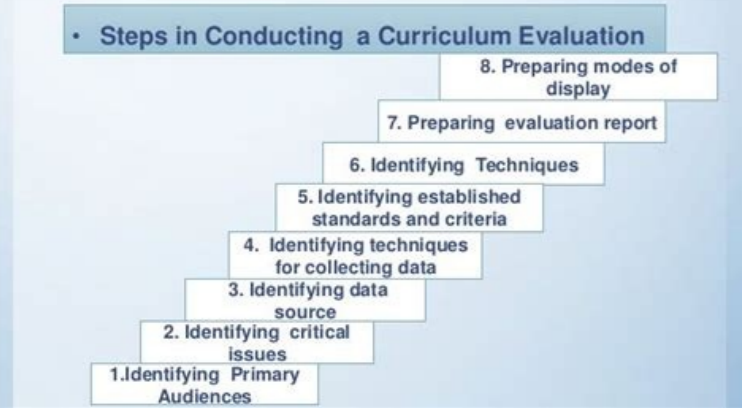 • Steps in Conducting a Curriculum Evaluation
8. Preparing modes of
display
7. Preparing evaluation report
6. Identifying Techniques
5. Identifying established
standards and criteria
4. Identifying techniques
for collecting data
3. Identifying data
source
2. Identifying critical
issues
1.Identifying Primary
Audiences